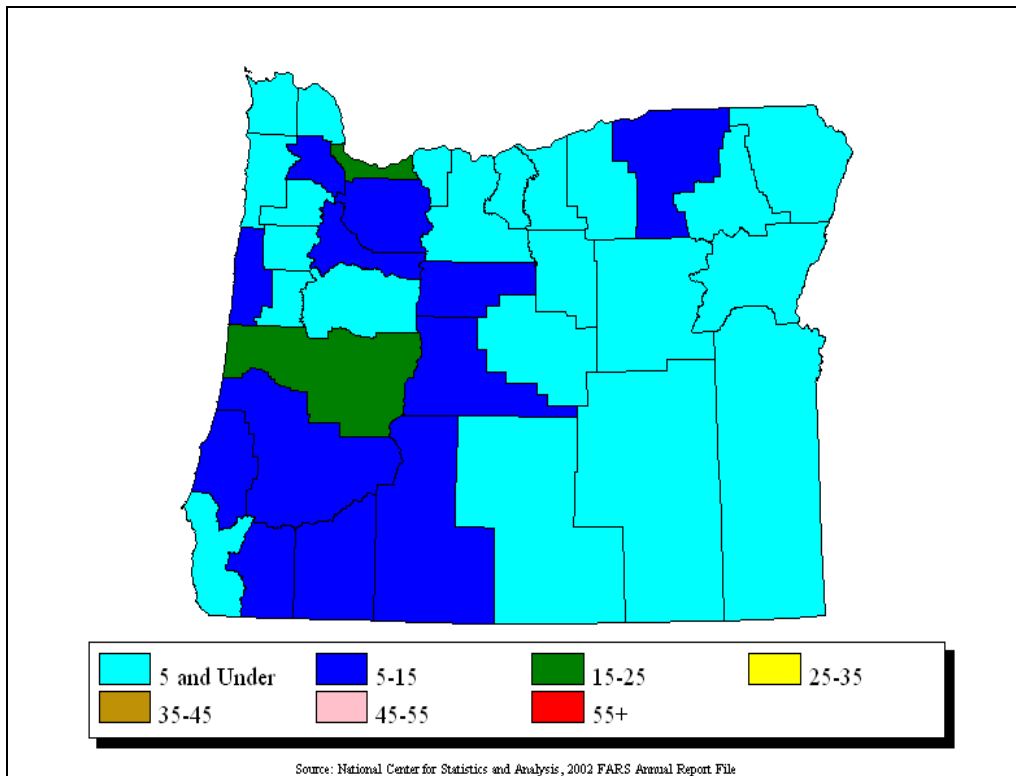 5 and Under 5-15 15-25 25-35
35-45 45-55 55+
Source: National Center for Statistics and Analysis, 2002 FARS Annual Report File